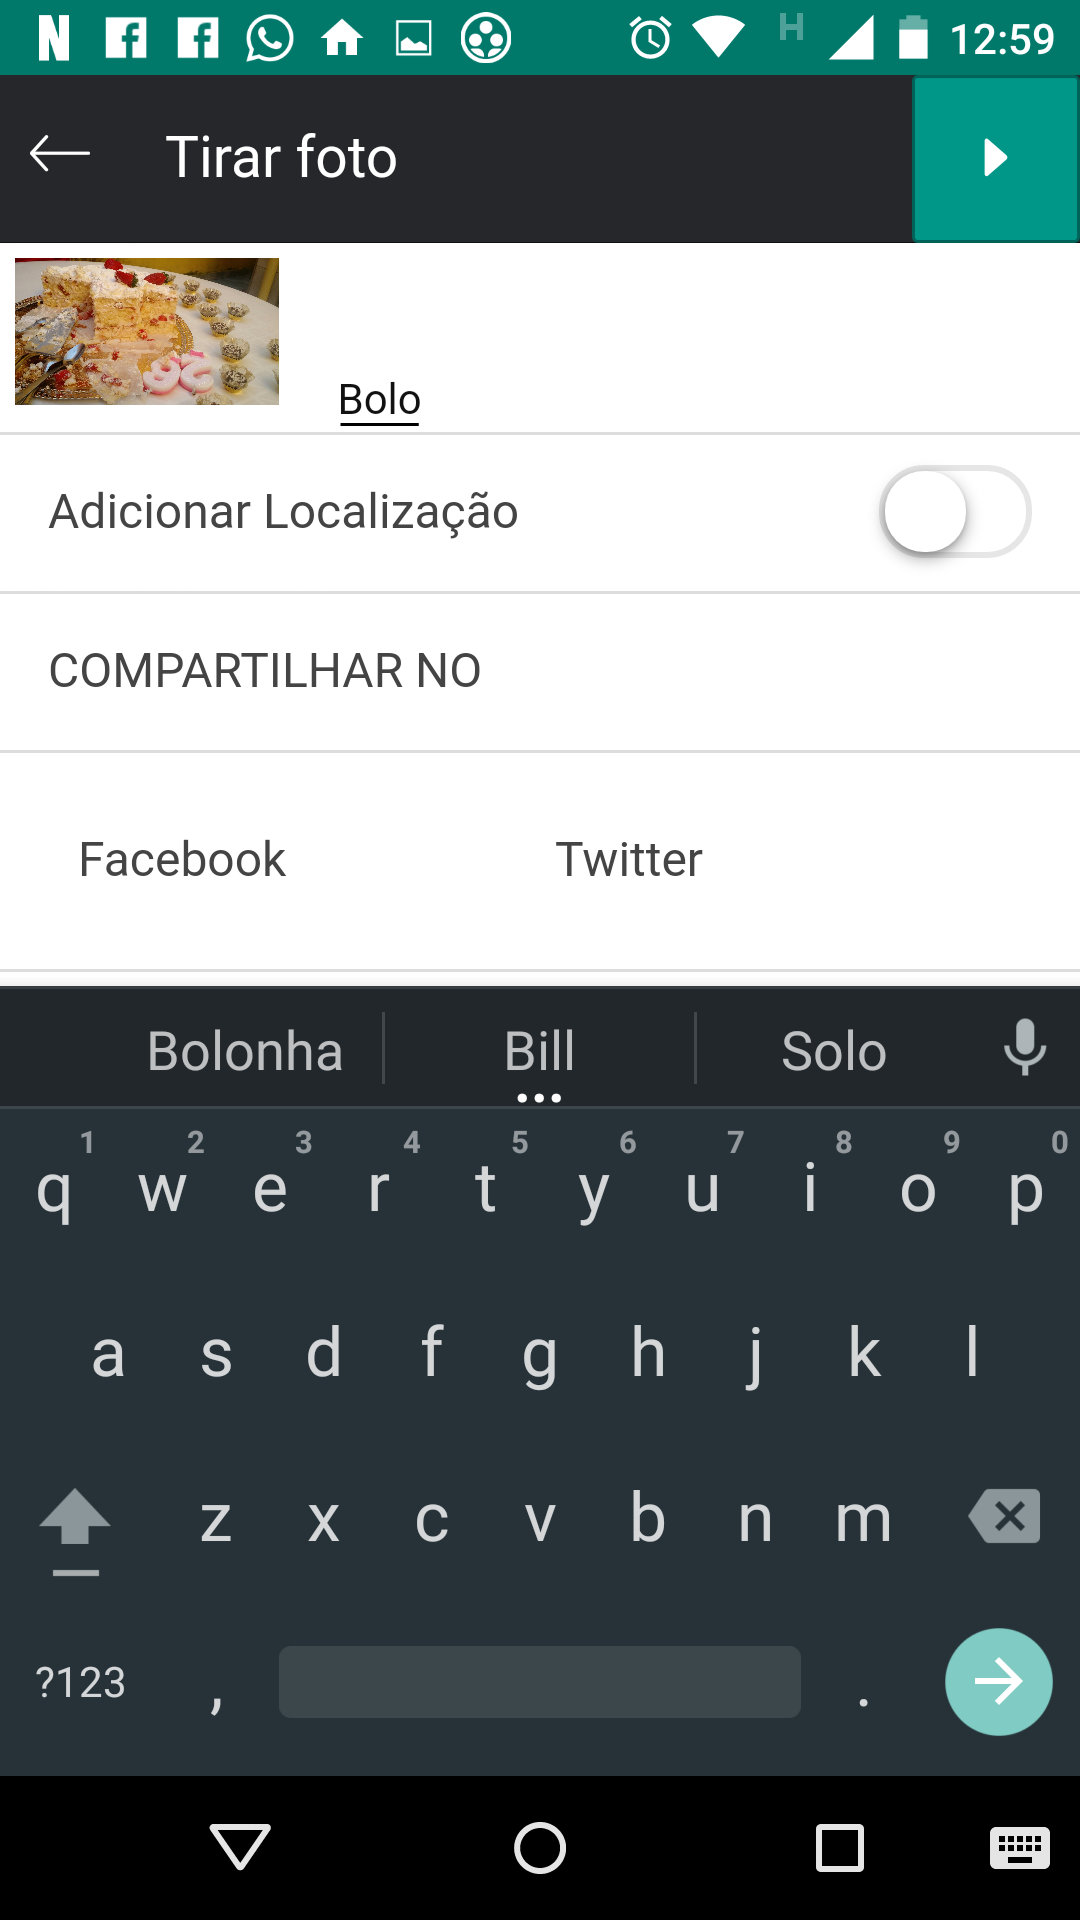 H 12:59
Tirar foto
Bolo
Adicionar Localização
COMPARTILHAR NO
Facebook Twitter
Bolonha Bill Solo
1 2 3 4 5 6 7 8 9 0
q w e r t y u i o p
a s d f g h j k l
z x c v b n m
?123 , .